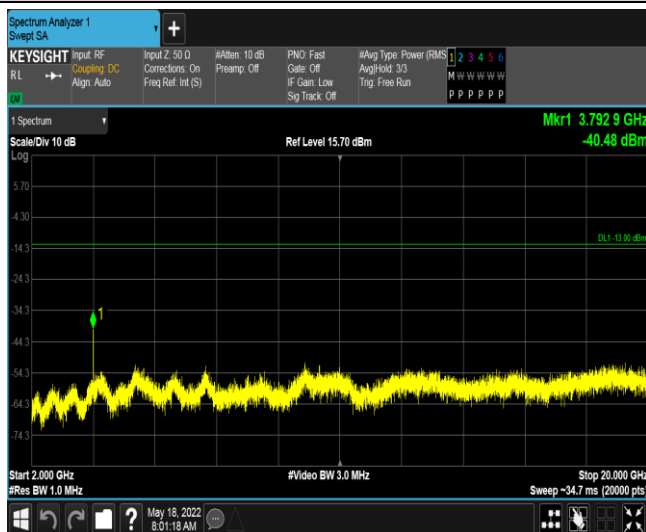 Spectrum Analyzer 1
Swept SA
+
KEYSIGHT
RL
Input: RF
Coupling: DC
Align: Auto
Input Z: 50 Ω
Corrections: On
Freq Ref: Int (S)
#Atten: 10 dB
Preamp: Off
PNO: Fast
Gate: Off
IF Gain: Low
Sig Track: Off
#Avg Type: Power (RMS
Avg|Hold: 3/3
Trig: Free Run
1 2 3 4 5 6
M W W W W W
P P P P P P
1 Spectrum
Scale/Div 10 dB
Ref Level 15.70 dBm
Mkr1 3.792 9 GHz
-40.48 dBm
Log
5.70
-4.30
-14.3
-24.3
-34.3
-44.3
-54.3
-64.3
-74.3
DL1 -13.00 dBm
1
Start 2.000 GHz
#Res BW 1.0 MHz
#Video BW 3.0 MHz
Stop 20.000 GHz
Sweep ~34.7 ms (20000 pts)
?
May 18, 2022
8:01:18 AM